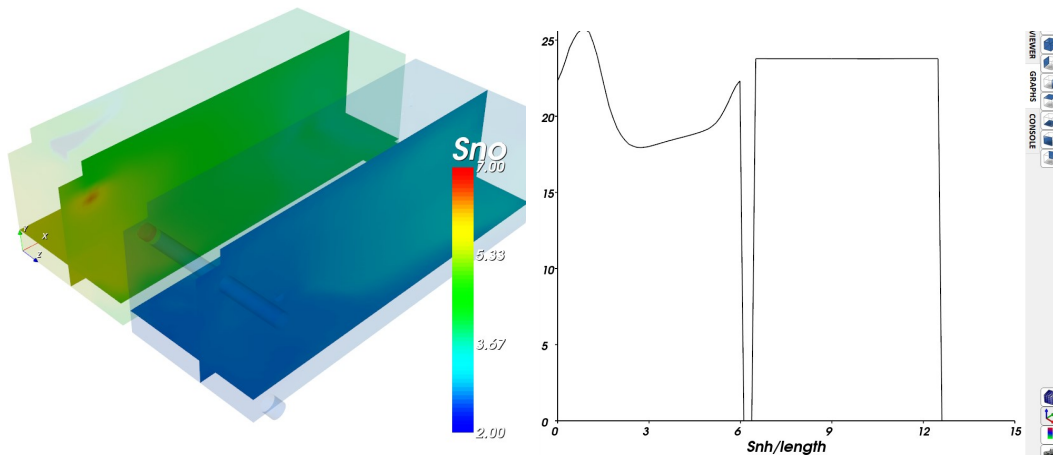 Sno
7.00
5.33
3.67
2.00
Y
X
Z
25
20
15
10
5
0
0 3 6 9 12 15
Snh/length
VIEWER
GRAPHS
CONSOLE